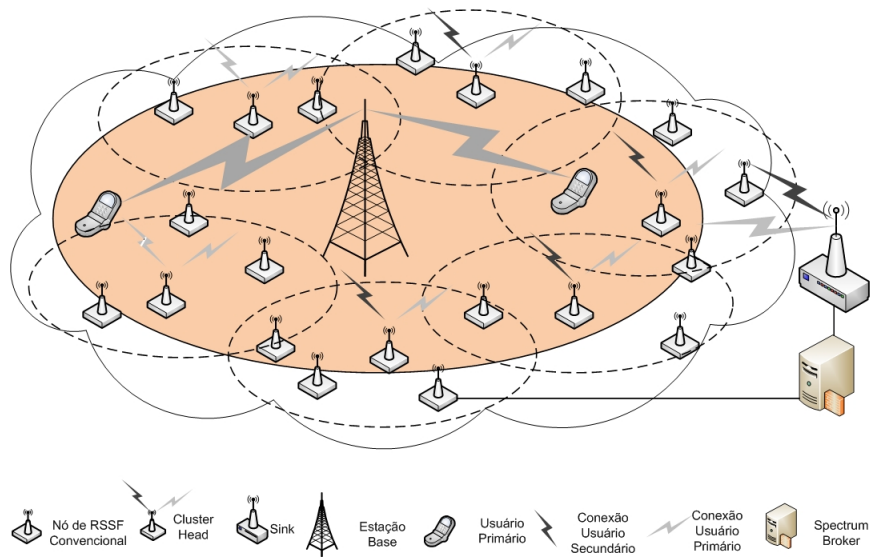 Nó de RSSF
Convencional
Cluster
Head
Sink
Estação
Base
Usuário
Primário
Conexão
Usuário
Secundário
Conexão
Usuário
Primário
Spectrum
Broker